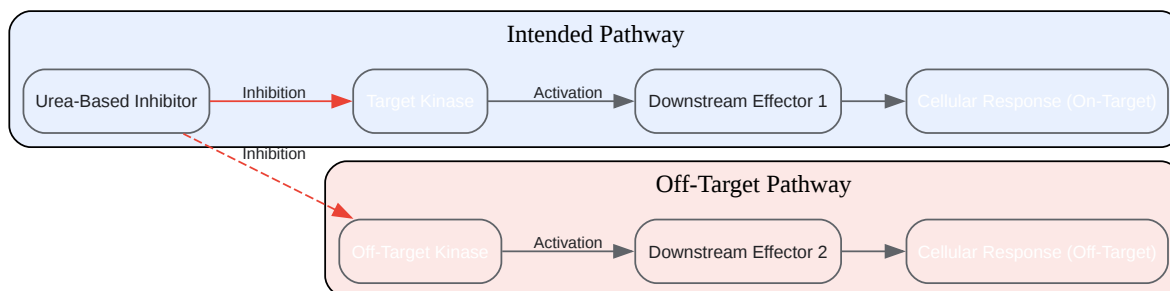 Intended Pathway
Urea-Based Inhibitor
Inhibition
Target Kinase
Activation
Downstream Effector 1
Cellular Response (On-Target)
Inhibition
Off-Target Pathway
Off-Target Kinase
Activation
Downstream Effector 2
Cellular Response (Off-Target)